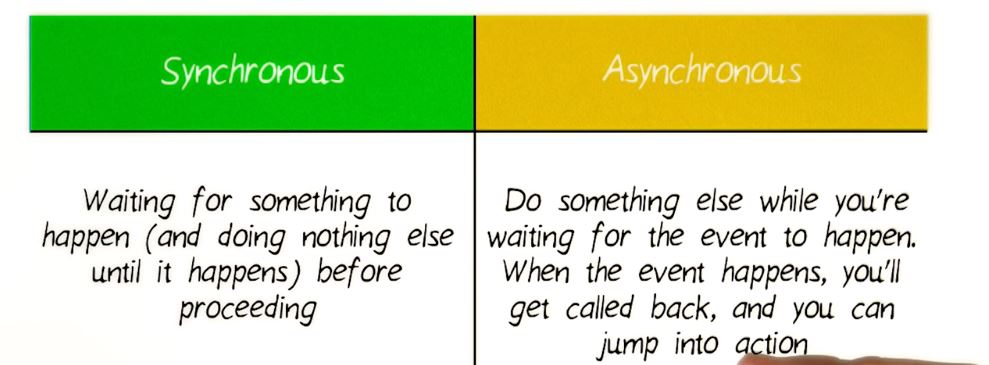 Synchronous
Asynchronous
Waiting for something to
happen (and doing nothing else
until it happens) before
proceeding
Do something else while you're
waiting for the event to happen.
When the event happens, you'll
get called back, and you can
jump into action